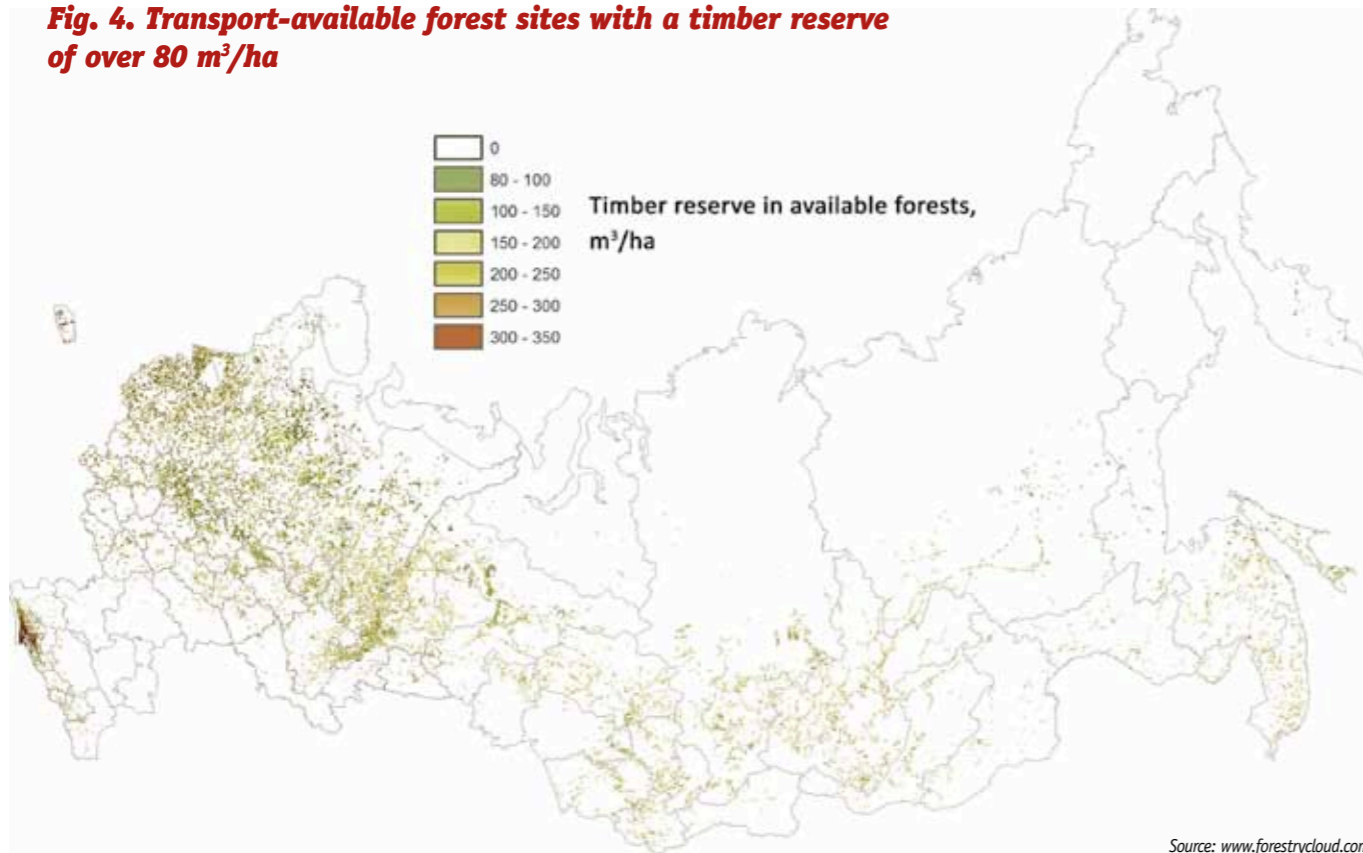 Fig. 4. Transport-available forest sites with a timber reserve
of over 80 m³/ha
0
80 - 100
100 - 150
150 - 200
200 - 250
250 - 300
300 - 350
Timber reserve in available forests,
m³/ha
Source: www.forestrycloud.com